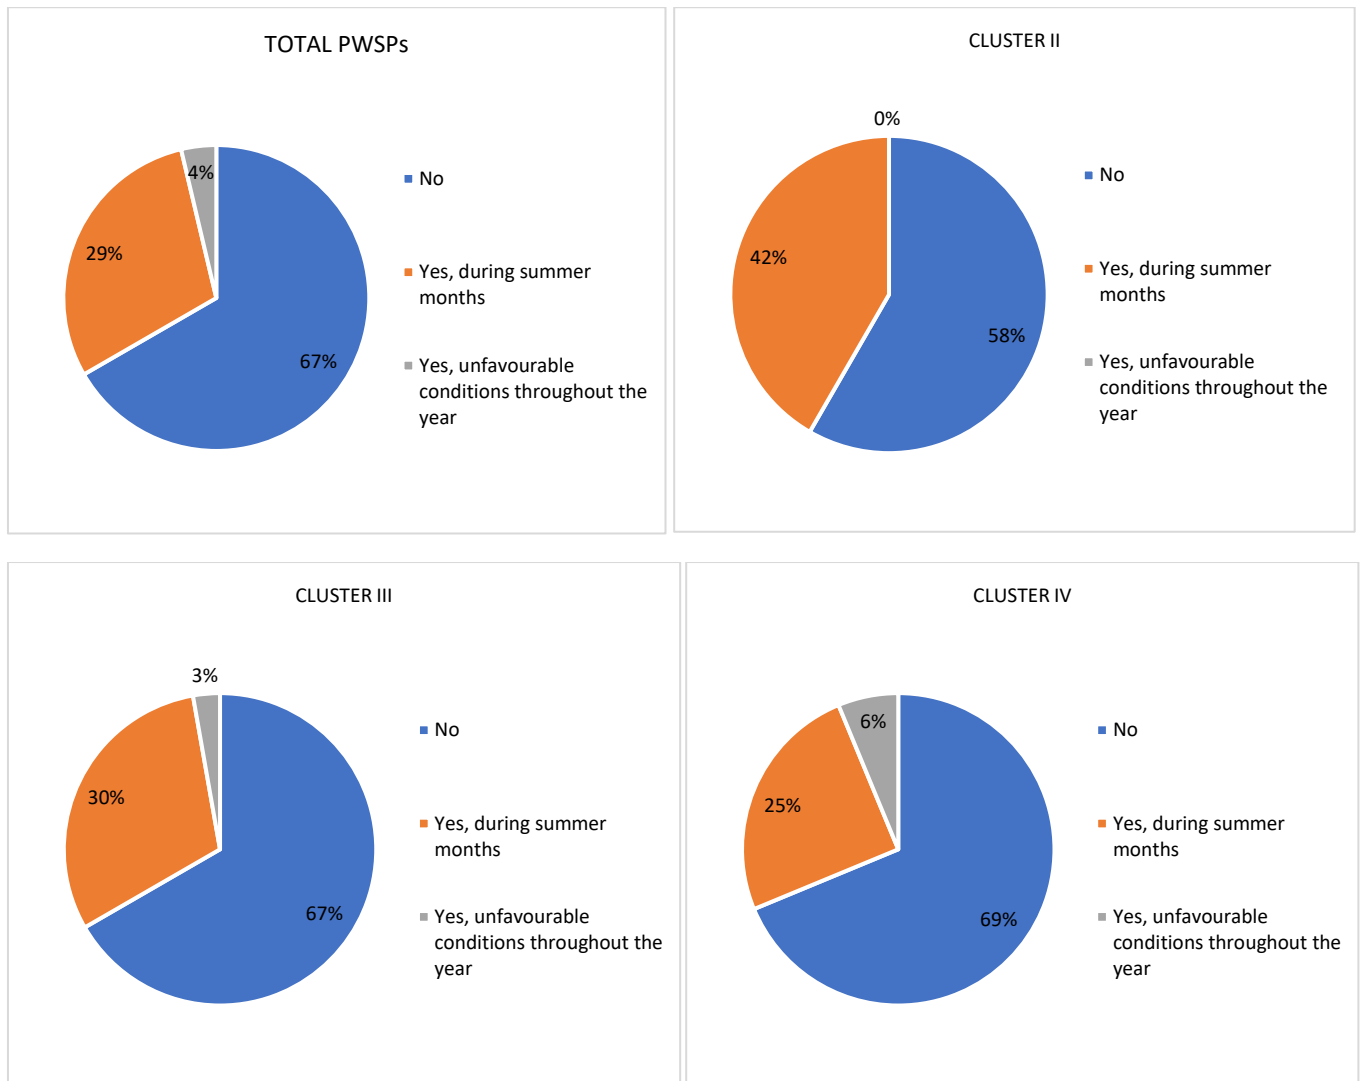 TOTAL PWSPs
4%
29%
67%
No
Yes, during summer
months
Yes, unfavourable
conditions throughout the
year
CLUSTER II
0%
42%
58%
No
Yes, during summer
months
Yes, unfavourable
conditions throughout the
year
CLUSTER III
3%
30%
67%
No
Yes, during summer
months
Yes, unfavourable
conditions throughout the
year
CLUSTER IV
6%
25%
69%
No
Yes, during summer
months
Yes, unfavourable
conditions throughout the
year